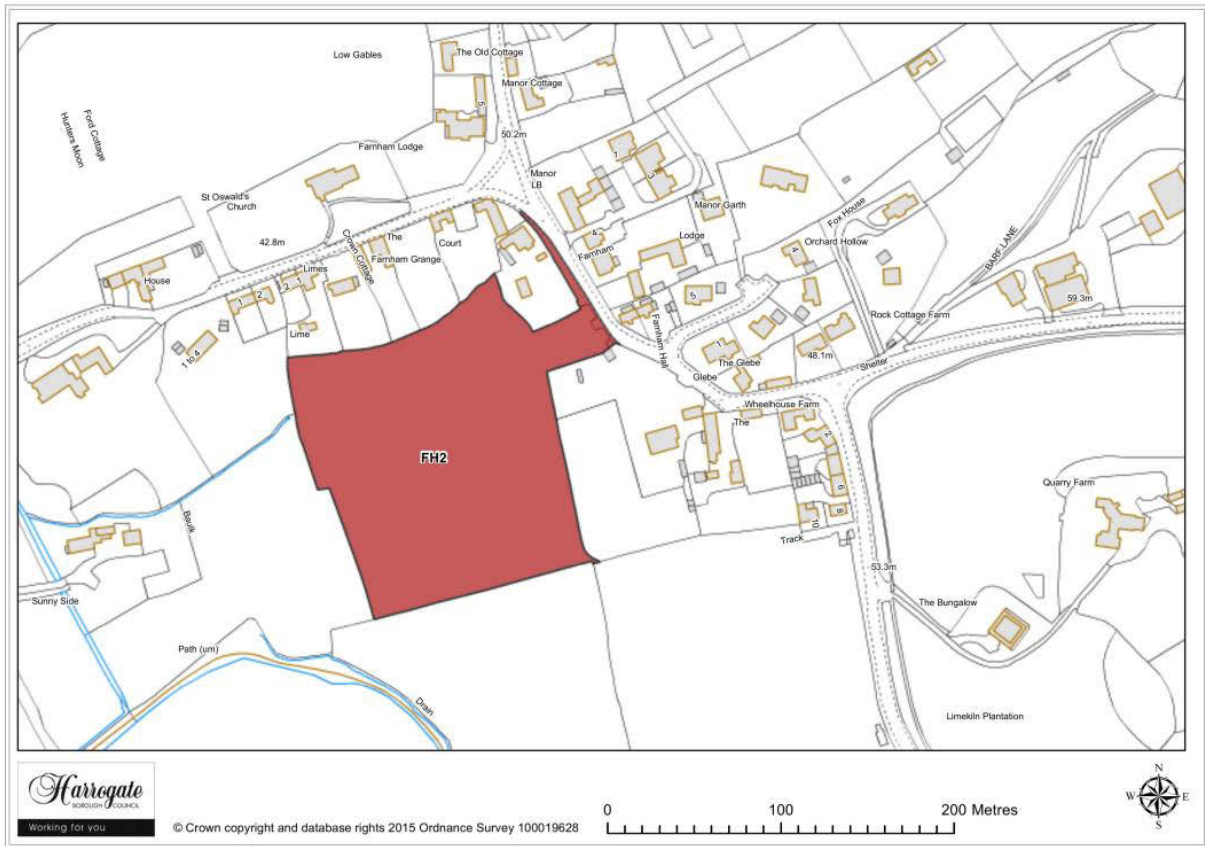 Low Gables
The Old Cottage
Manor Cottage
5
Ford Cottage
Hunters Moon
50.2m
Farnham Lodge
1
3
Manor
LB
St Oswald's
Church
Manor Garth
42.8m
The
Court
Crown Cottage
Farnham Grange
4
Farnham
Lodge
Fox House
Orchard Hollow
4
BARF LANE
House
Limes
1
2
3
1
5
59.3m
Rock Cottage Farm
Lime
1 to 4
Farnham Hall
1
The Glebe
48.1m
Shelter
Glebe
Wheelhouse Farm
The
2
FH2
6
8
10
Quarry Farm
Baulk
Track
53.3m
Sunny Side
The Bungalow
Path (um)
Drain
Limekiln Plantation
Harrogate
BOROUGH COUNCIL
Working for you
© Crown copyright and database rights 2015 Ordnance Survey 100019628
0 100 200 Metres
N
W E
S